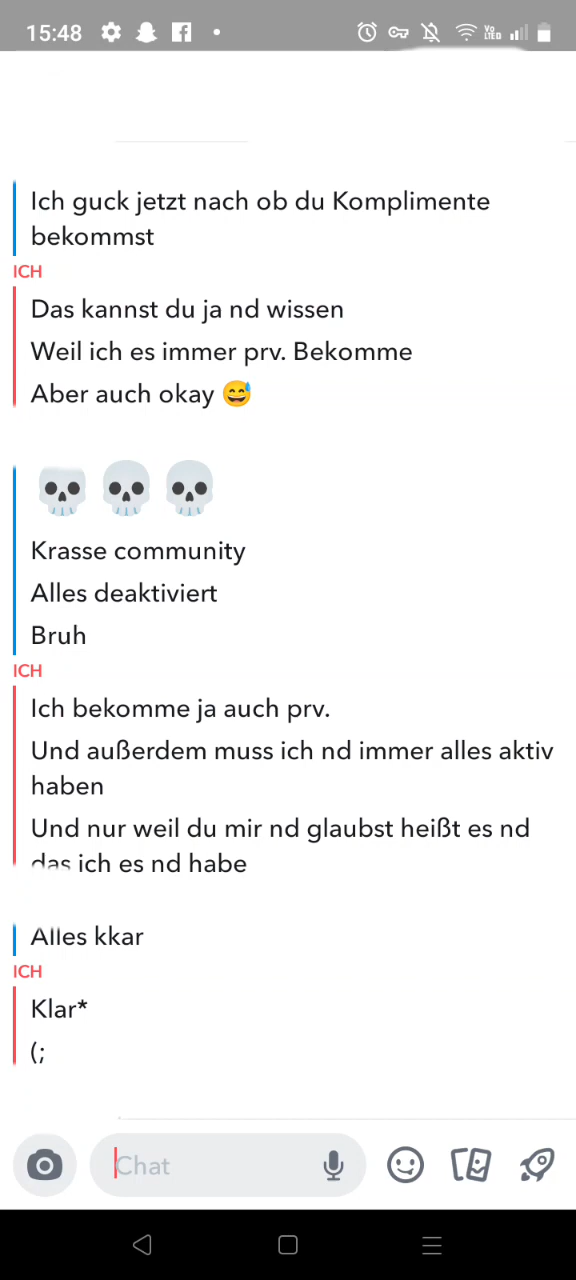 15:48
Ich guck jetzt nach ob du Komplimente
bekommst
ICH
Das kannst du ja nd wissen
Weil ich es immer prv. Bekomme
Aber auch okay 😅
💀💀💀
Krasse community
Alles deaktiviert
Bruh
ICH
Ich bekomme ja auch prv.
Und außerdem muss ich nd immer alles aktiv
haben
Und nur weil du mir nd glaubst heißt es nd
das ich es nd habe
Alles kkar
ICH
Klar*
(;
Chat